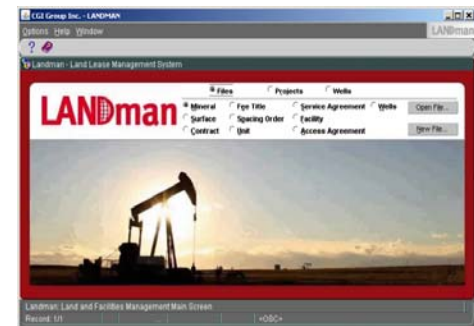 CGI Group Inc. - LANDMAN
Options Help Window
LANDman
?
Landman - Land Lease Management System
Files Projects Wells
LANDman
Mineral Fee Title Service Agreement Wells
Surface Spacing Order Facility
Contract Unit Access Agreement
Open File...
New File...
Landman: Land and Facilities Management Main Screen
Record: 1/1 ... <OSC>